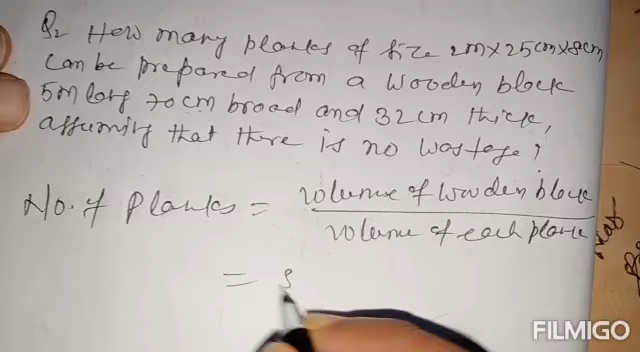 Q2 How many planks of size 2m×25cm×8cm
can be prepared from a wooden block
5m long 70cm broad and 32cm thick,
assuming that there is no wastage?
No. of Planks = volume of wooden block
volume of each plank
= 5
FILMIGO